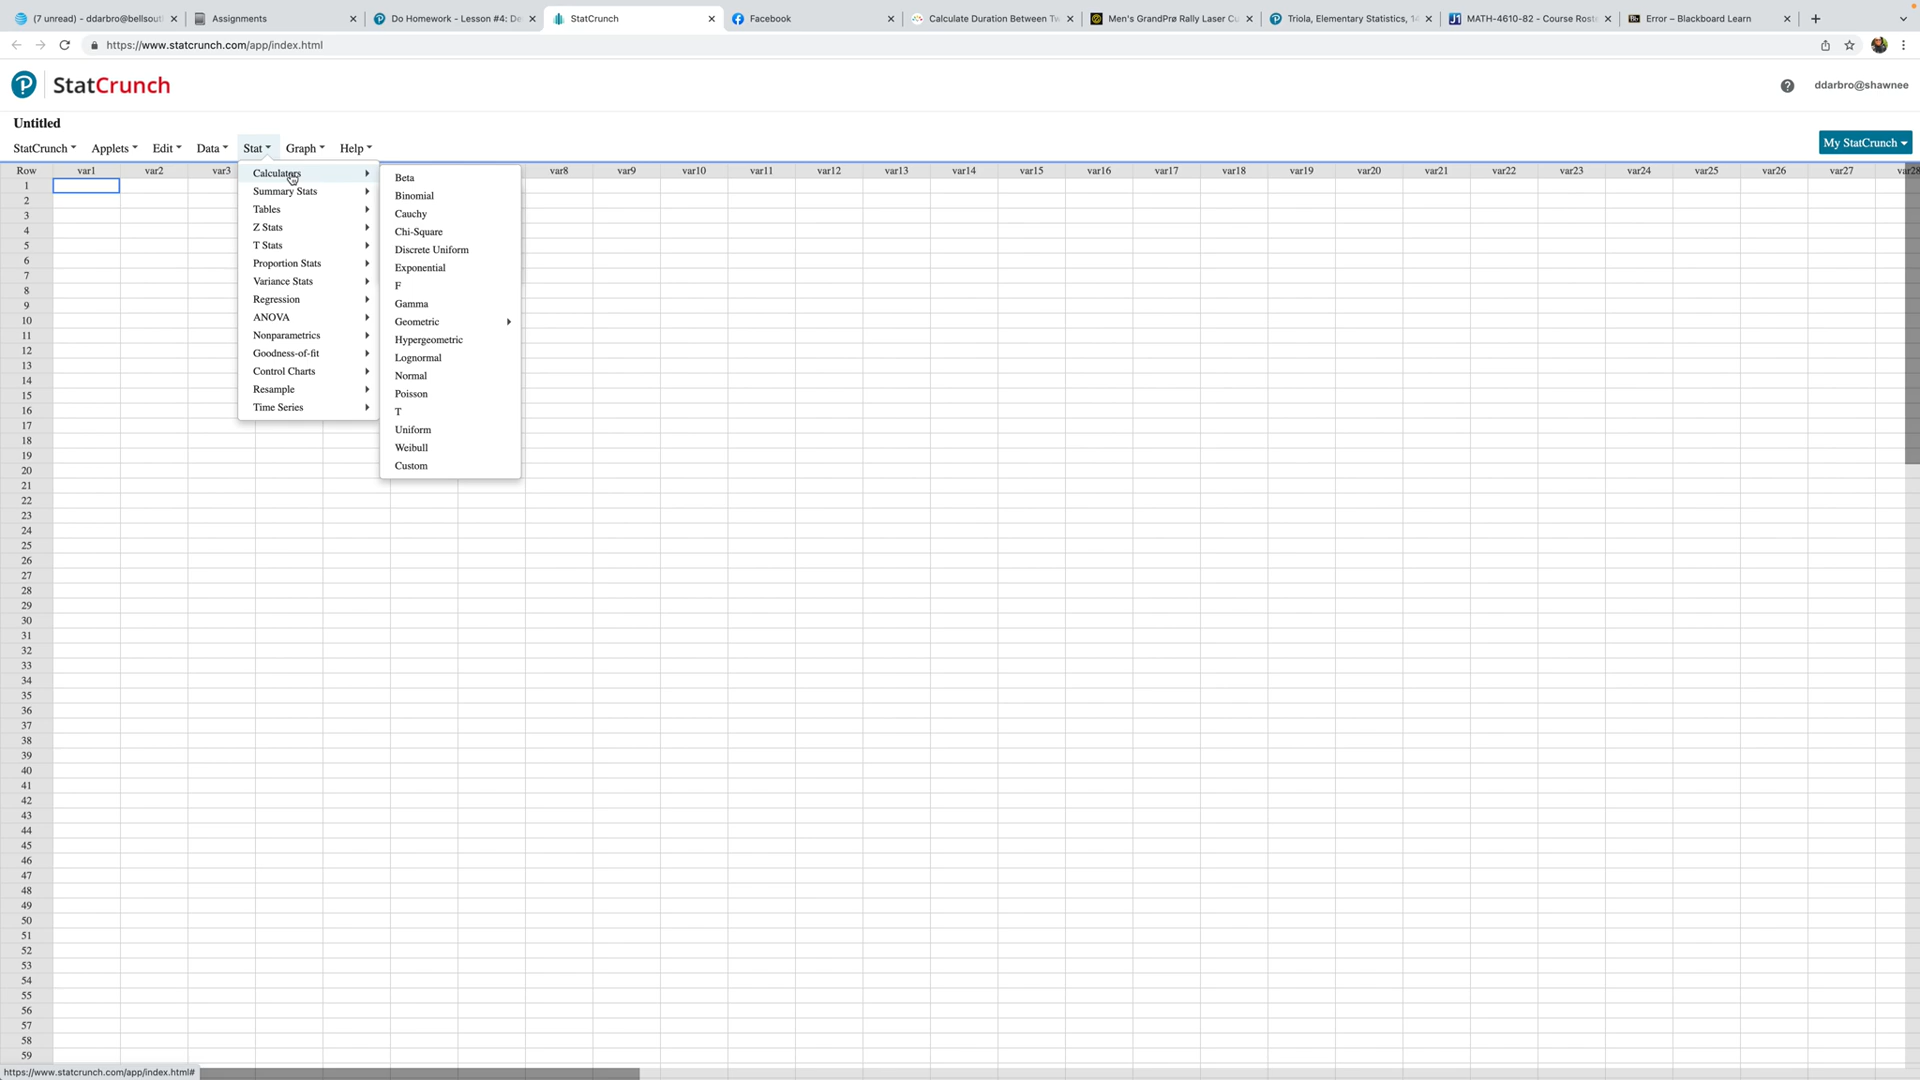 (7 unread) - ddarbro@bellsout
Assignments
Do Homework - Lesson #4: De
StatCrunch
Facebook
Calculate Duration Between Tw
Men's GrandPrø Rally Laser Cu
Triola, Elementary Statistics, 14
MATH-4610-82 - Course Roste
Error – Blackboard Learn
https://www.statcrunch.com/app/index.html
StatCrunch
ddarbro@shawnee
Untitled
StatCrunch Applets Edit Data Stat Graph Help
My StatCrunch
Row var1 var2 var3 var8 var9 var10 var11 var12 var13 var14 var15 var16 var17 var18 var19 var20 var21 var22 var23 var24 var25 var26 var27 var28
Calculators
Summary Stats
Tables
Z Stats
T Stats
Proportion Stats
Variance Stats
Regression
ANOVA
Nonparametrics
Goodness-of-fit
Control Charts
Resample
Time Series
Beta
Binomial
Cauchy
Chi-Square
Discrete Uniform
Exponential
F
Gamma
Geometric
Hypergeometric
Lognormal
Normal
Poisson
T
Uniform
Weibull
Custom
1
2
3
4
5
6
7
8
9
10
11
12
13
14
15
16
17
18
19
20
21
22
23
24
25
26
27
28
29
30
31
32
33
34
35
36
37
38
39
40
41
42
43
44
45
46
47
48
49
50
51
52
53
54
55
56
57
58
59
https://www.statcrunch.com/app/index.html#